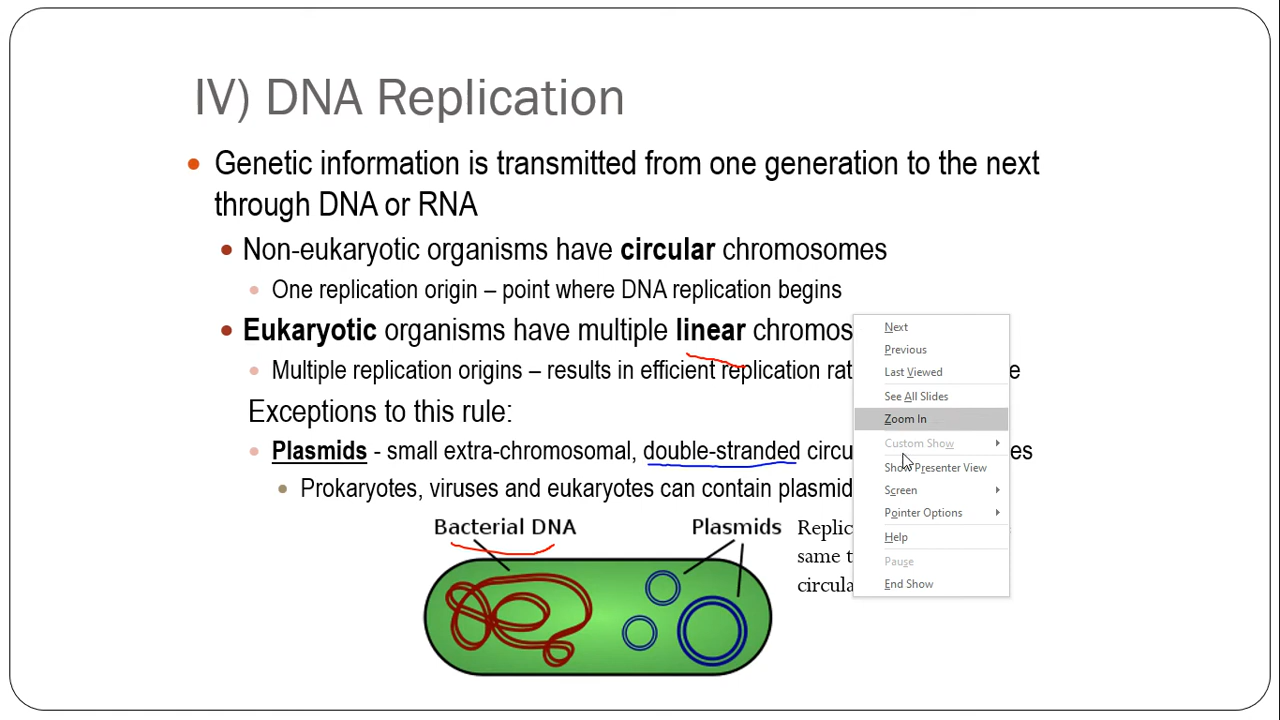 IV) DNA Replication
Genetic information is transmitted from one generation to the next
through DNA or RNA
Non-eukaryotic organisms have circular chromosomes
One replication origin – point where DNA replication begins
Eukaryotic organisms have multiple linear chromos
Multiple replication origins – results in efficient replication rat e
Exceptions to this rule:
Plasmids - small extra-chromosomal, double-stranded circu es
Prokaryotes, viruses and eukaryotes can contain plasmid
Bacterial DNA
Plasmids
Replic
same t
circula
Next
Previous
Last Viewed
See All Slides
Zoom In
Custom Show
Show Presenter View
Screen
Pointer Options
Help
Pause
End Show